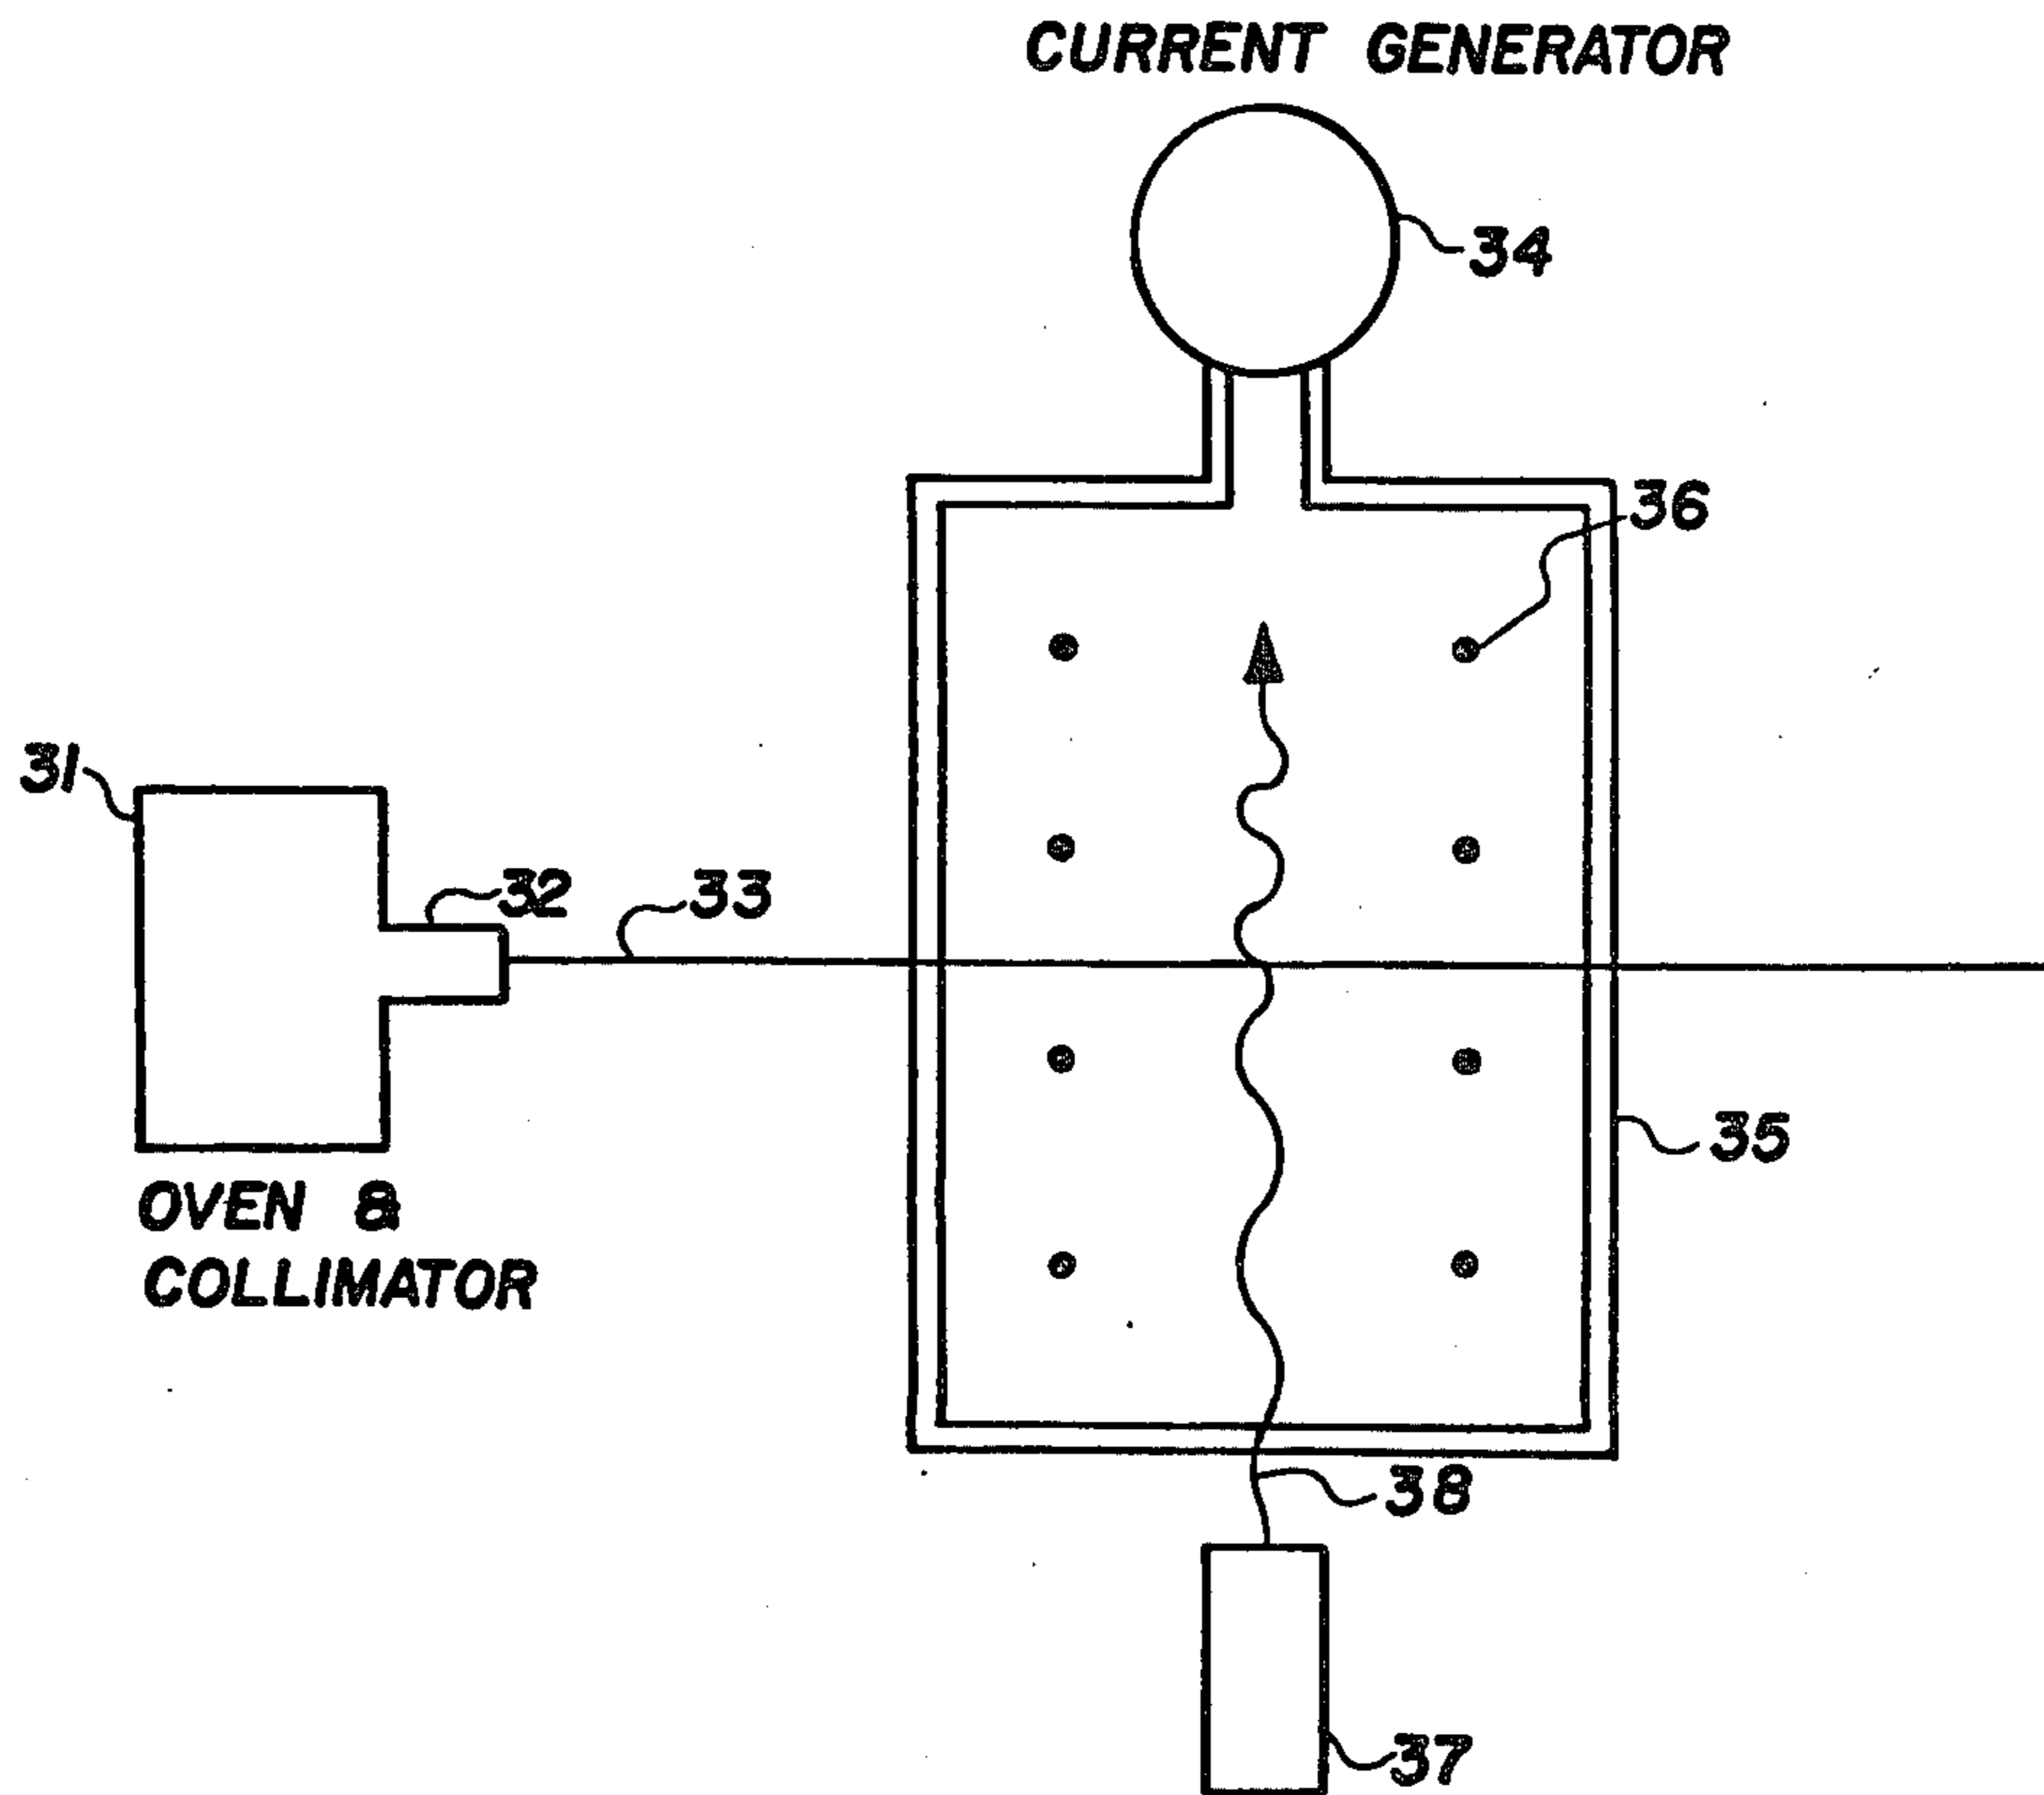 CURRENT GENERATOR
34
36
31
32
33
35
OVEN &
COLLIMATOR
38
37